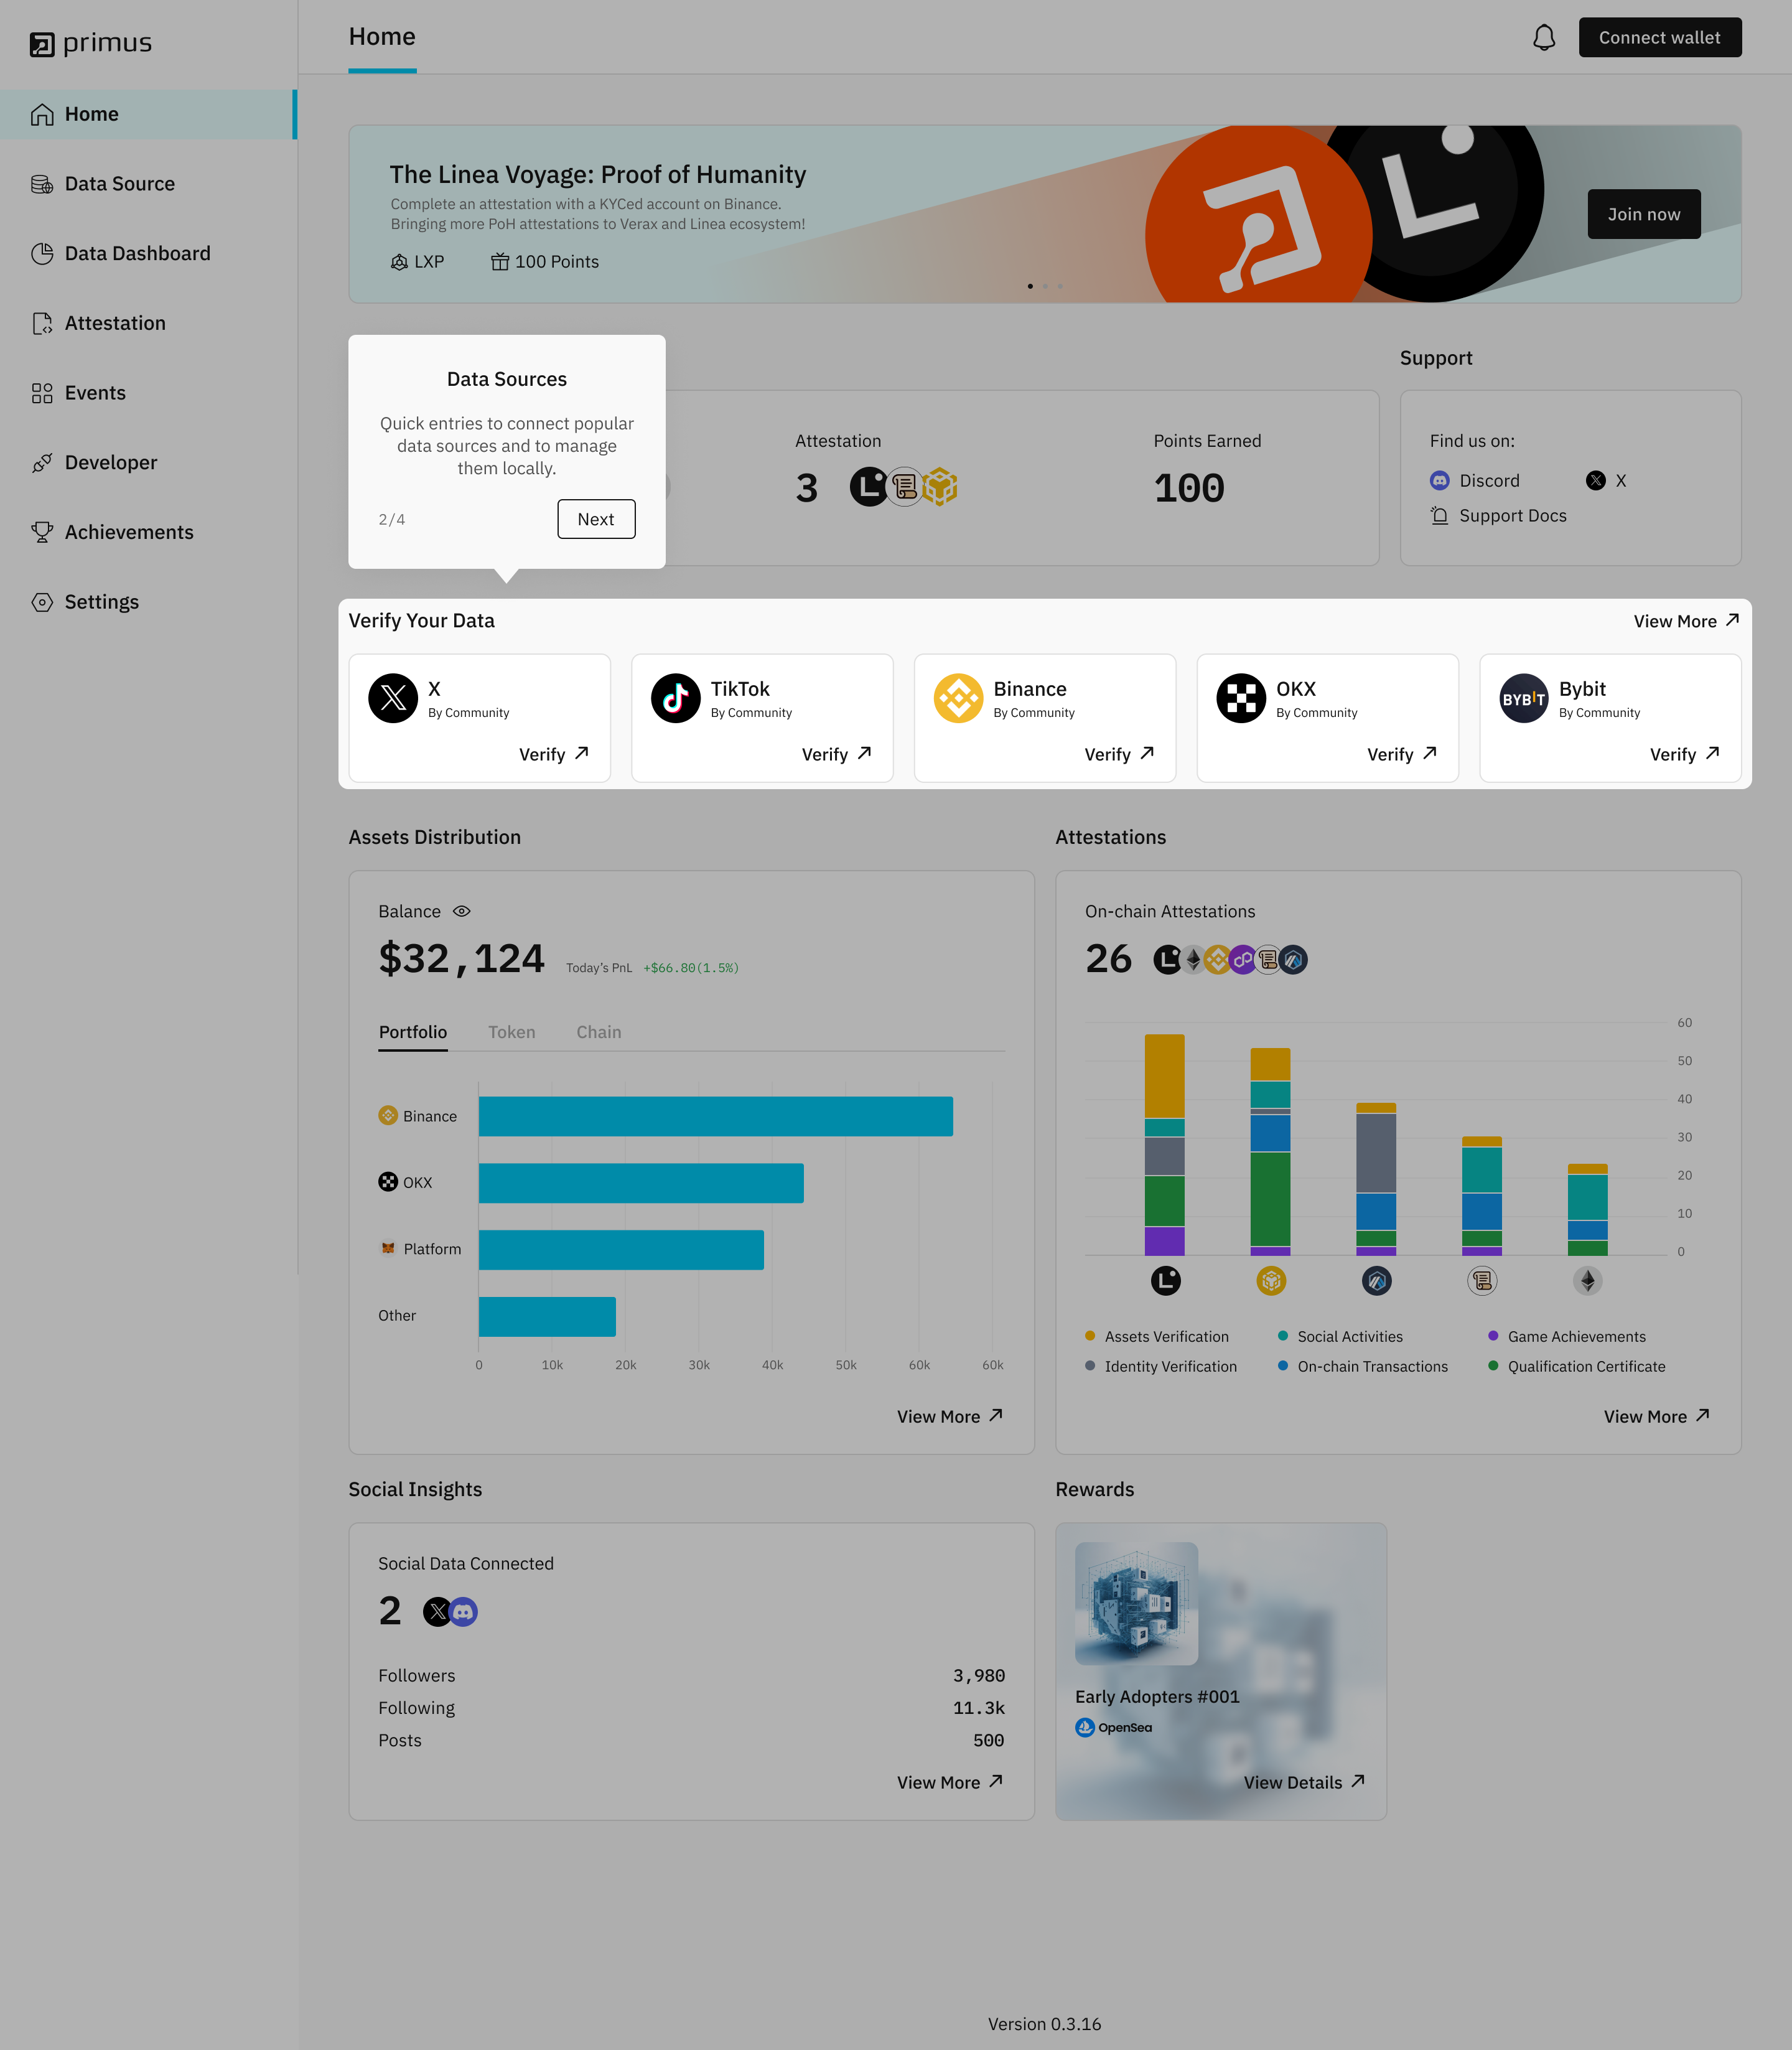 primus
Home
Data Source
Data Dashboard
Attestation
Events
Developer
Achievements
Settings
Home
Connect wallet
The Linea Voyage: Proof of Humanity
Complete an attestation with a KYCed account on Binance.
Bringing more PoH attestations to Verax and Linea ecosystem!
LXP
100 Points
Join now
Data Sources
Quick entries to connect popular
data sources and to manage
them locally.
2/4
Next
Attestation
3
Points Earned
100
Support
Find us on:
Discord
X
Support Docs
Verify Your Data
View More
X
By Community
Verify
TikTok
By Community
Verify
Binance
By Community
Verify
OKX
By Community
Verify
BYBIT
Bybit
By Community
Verify
Assets Distribution
Balance
$32,124
Today's PnL
+$66.80(1.5%)
Portfolio
Token
Chain
Binance
OKX
Platform
Other
0
10k
20k
30k
40k
50k
60k
60k
View More
Attestations
On-chain Attestations
26
60
50
40
30
20
10
0
Assets Verification
Social Activities
Game Achievements
Identity Verification
On-chain Transactions
Qualification Certificate
View More
Social Insights
Social Data Connected
2
Followers
3,980
Following
11.3k
Posts
500
View More
Rewards
Early Adopters #001
OpenSea
View Details
Version 0.3.16